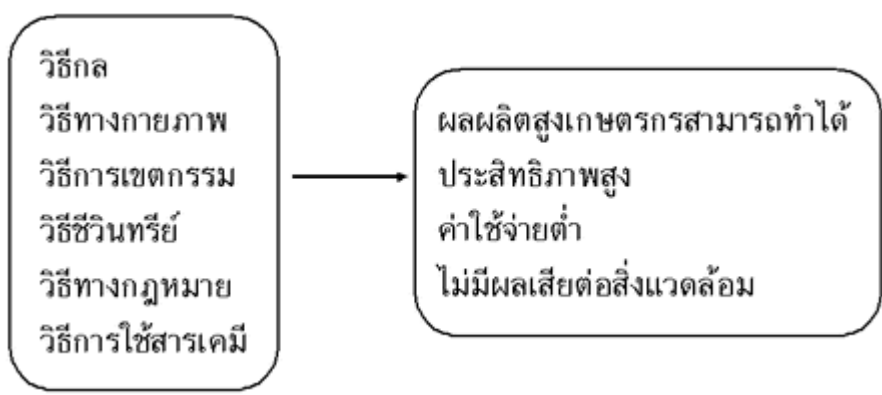 วิธีกล
วิธีทางกายภาพ
วิธีการเขตกรรม
วิธีชีวินทรีย์
วิธีทางกฎหมาย
วิธีการใช้สารเคมี
ผลผลิตสูงเกษตรกรสามารถทำได้
ประสิทธิภาพสูง
ค่าใช้จ่ายต่ำ
ไม่มีผลเสียต่อสิ่งแวดล้อม